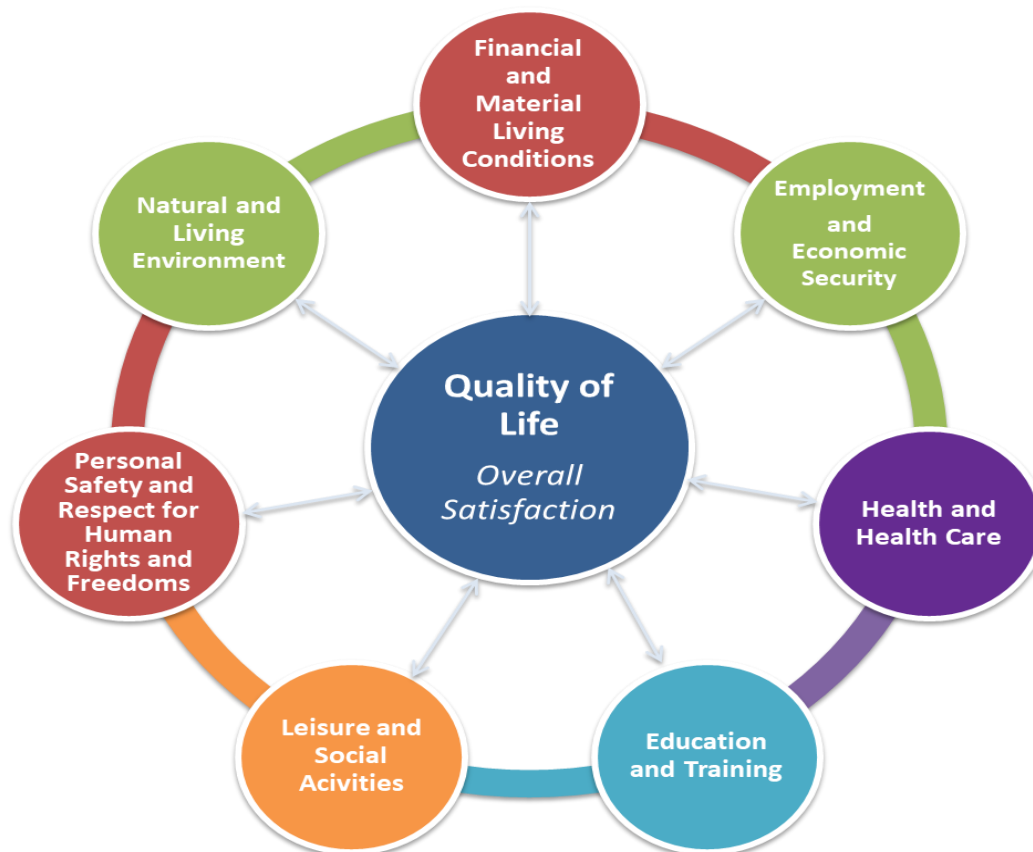 Financial
and
Material
Living
Conditions
Employment
and
Economic
Security
Health and
Health Care
Education
and Training
Leisure and
Social
Acivities
Personal
Safety and
Respect for
Human
Rights and
Freedoms
Natural and
Living
Environment
Quality of
Life
Overall
Satisfaction